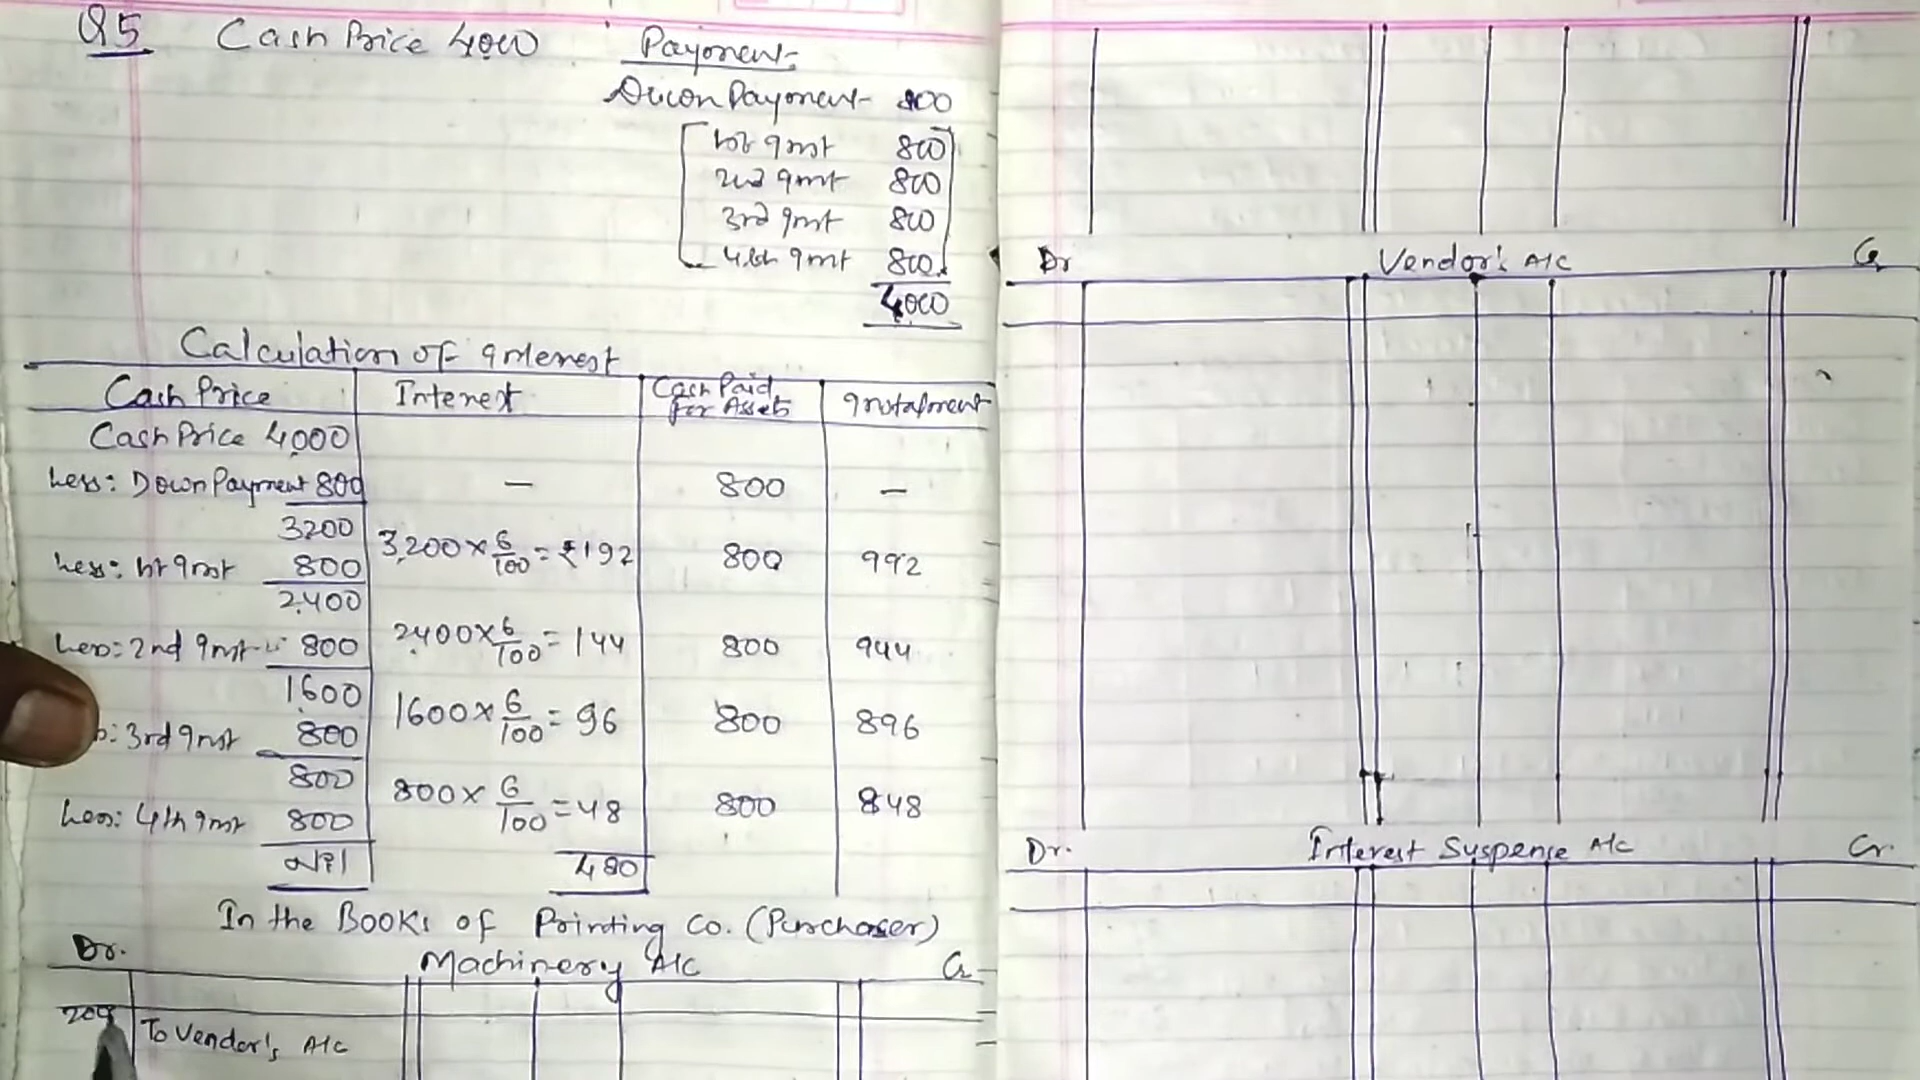 Q5 Cash Price 4000
Payment:
Down Payment- 800
1st Inst 800
2nd Inst 800
3rd Inst 800
4th Inst 800
4000
Calculation of Interest
Cash Price Interest Cash Paid for Assets Instalment
Cash Price 4000
Less: Down Payment 800 — 800 —
3200
Less: 1st Inst 800 3,200 × 6/100 = ₹192 800 992
2400
Less: 2nd Inst 800 2400 × 6/100 = 144 800 944
1600
3rd Inst 800 1600 × 6/100 = 96 800 896
800
Less: 4th Inst 800 800 × 6/100 = 48 800 848
Nil 480
In the Books of Printing Co. (Purchaser)
Dr. Machinery A/c Cr
To Vendor's A/c
Dr Vendor's A/c Cr
Dr. Interest Suspense A/c Cr.